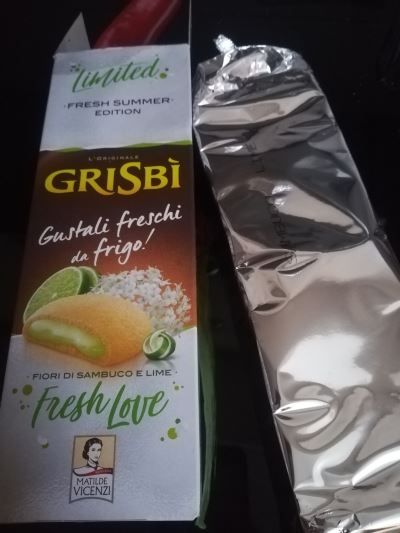 Limited
·FRESH SUMMER·
EDITION
L'ORIGINALE
GRISBÌ
Gustali freschi
da frigo!
· FIORI DI SAMBUCO E LIME ·
Fresh Love
MATILDE
VICENZI